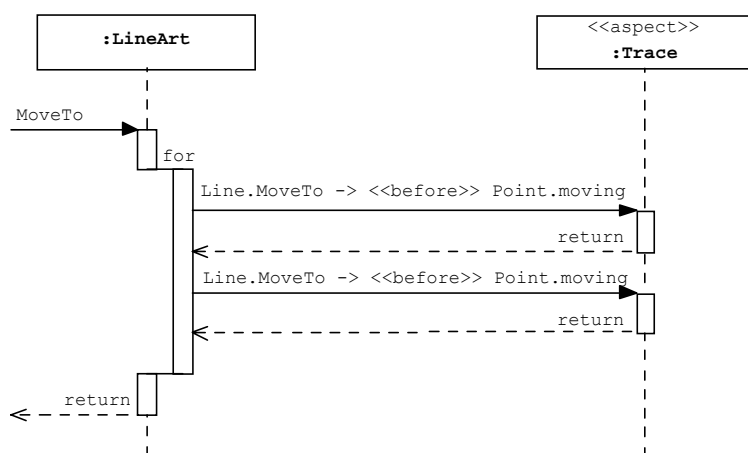 :LineArt
<<aspect>>
:Trace
MoveTo
for
Line.MoveTo -> <<before>> Point.moving
return
Line.MoveTo -> <<before>> Point.moving
return
return